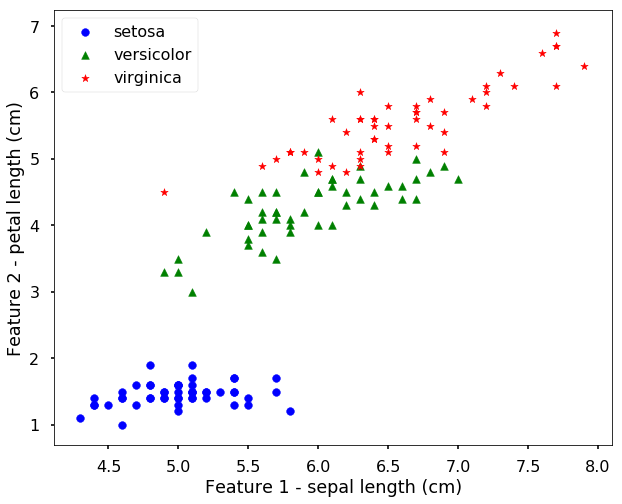 setosa
versicolor
virginica
Feature 2 - petal length (cm)
7
6
5
4
3
2
1
4.5 5.0 5.5 6.0 6.5 7.0 7.5 8.0
Feature 1 - sepal length (cm)